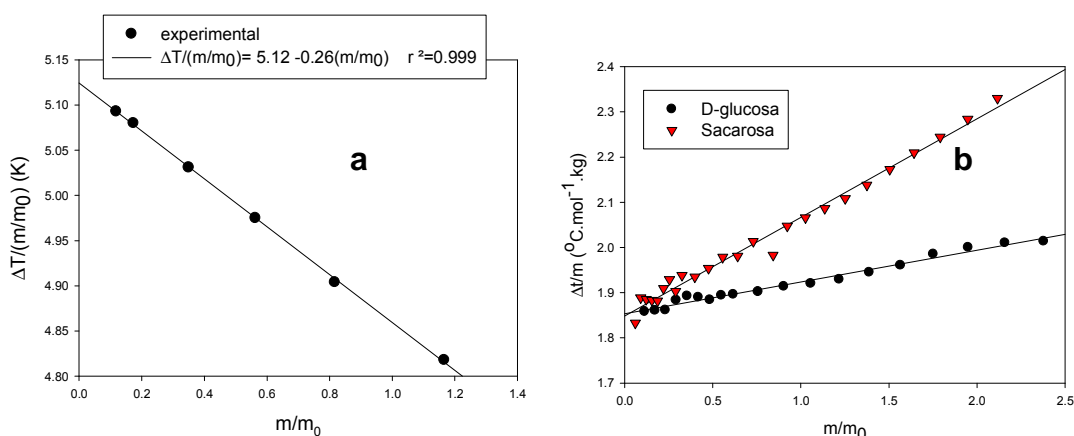 experimental
ΔT/(m/m0)= 5.12 -0.26(m/m0) r ²=0.999
5.15
5.10
5.05
5.00
4.95
4.90
4.85
4.80
ΔT/(m/m0) (K)
a
0.0 0.2 0.4 0.6 0.8 1.0 1.2 1.4
m/m0
2.4
2.3
2.2
2.1
2.0
1.9
1.8
1.7
Δt/m (ºC.mol-1.kg)
D-glucosa
Sacarosa
b
0.0 0.5 1.0 1.5 2.0 2.5
m/m0